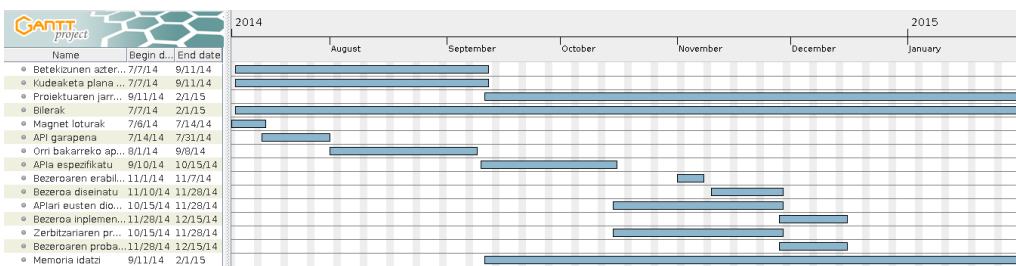 GANTT
project
2014
2015
August
September
October
November
December
January
Name Begin d... End date
Betekizunen azter... 7/7/14 9/11/14
Kudeaketa plana ... 7/7/14 9/11/14
Proiektuaren jarr... 9/11/14 2/1/15
Bilerak 7/7/14 2/1/15
Magnet loturak 7/6/14 7/14/14
API garapena 7/14/14 7/31/14
Orri bakarreko ap... 8/1/14 9/8/14
APIa espezifikatu 9/10/14 10/15/14
Bezeroaren erabil... 11/1/14 11/7/14
Bezeroa diseinatu 11/10/14 11/28/14
APIari eusten dio... 10/15/14 11/28/14
Bezeroa inplemen... 11/28/14 12/15/14
Zerbitzariaren pr... 10/15/14 11/28/14
Bezeroaren proba... 11/28/14 12/15/14
Memoria idatzi 9/11/14 2/1/15